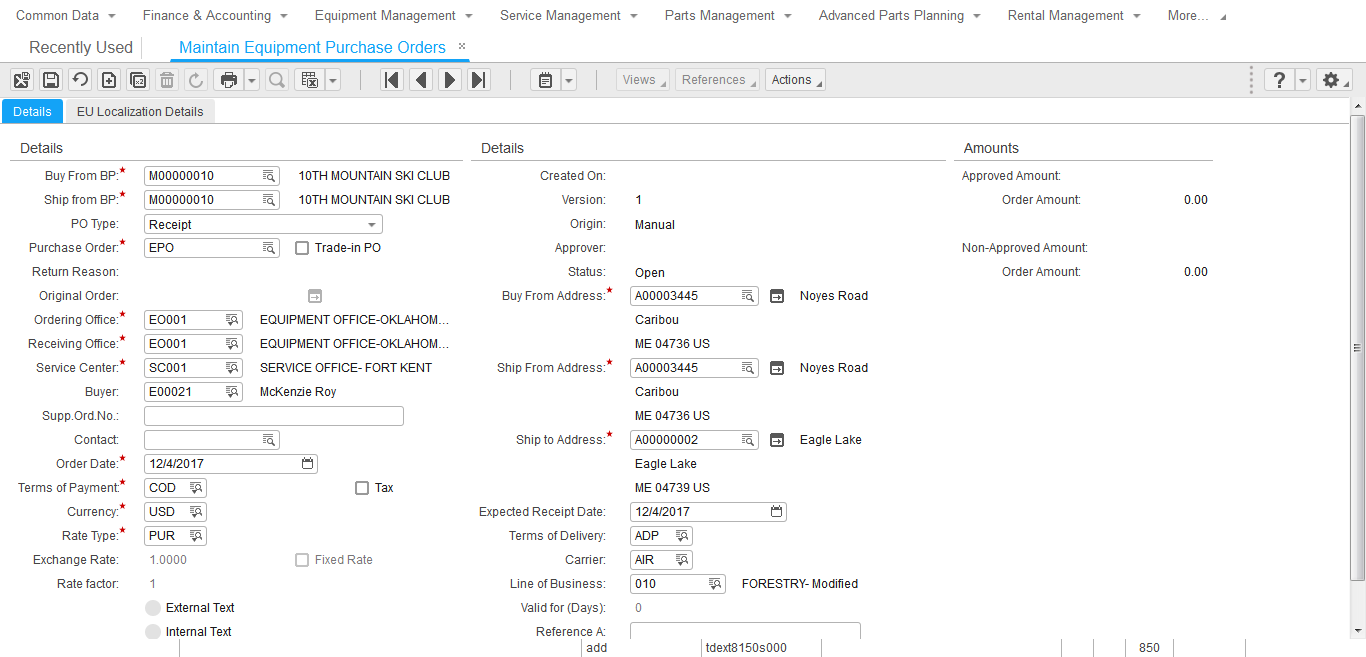 Common Data Finance & Accounting Equipment Management Service Management Parts Management Advanced Parts Planning Rental Management More...
Recently Used Maintain Equipment Purchase Orders
Views References Actions ?
Details EU Localization Details
Details Details Amounts
Buy From BP:* M00000010 10TH MOUNTAIN SKI CLUB Created On: Approved Amount:
Ship from BP:* M00000010 10TH MOUNTAIN SKI CLUB Version: 1 Order Amount: 0.00
PO Type: Receipt Origin: Manual
Purchase Order:* EPO Trade-in PO Approver: Non-Approved Amount:
Return Reason: Status: Open Order Amount: 0.00
Original Order: Buy From Address:* A00003445 Noyes Road
Ordering Office:* EO001 EQUIPMENT OFFICE-OKLAHOM... Caribou
Receiving Office:* EO001 EQUIPMENT OFFICE-OKLAHOM... ME 04736 US
Service Center:* SC001 SERVICE OFFICE- FORT KENT Ship From Address:* A00003445 Noyes Road
Buyer: E00021 McKenzie Roy Caribou
Supp.Ord.No.: ME 04736 US
Contact: Ship to Address:* A00000002 Eagle Lake
Order Date:* 12/4/2017 Eagle Lake
Terms of Payment:* COD Tax ME 04739 US
Currency:* USD Expected Receipt Date: 12/4/2017
Rate Type:* PUR Terms of Delivery: ADP
Exchange Rate: 1.0000 Fixed Rate Carrier: AIR
Rate factor: 1 Line of Business: 010 FORESTRY- Modified
External Text Valid for (Days): 0
Internal Text Reference A:
add tdext8150s000 850